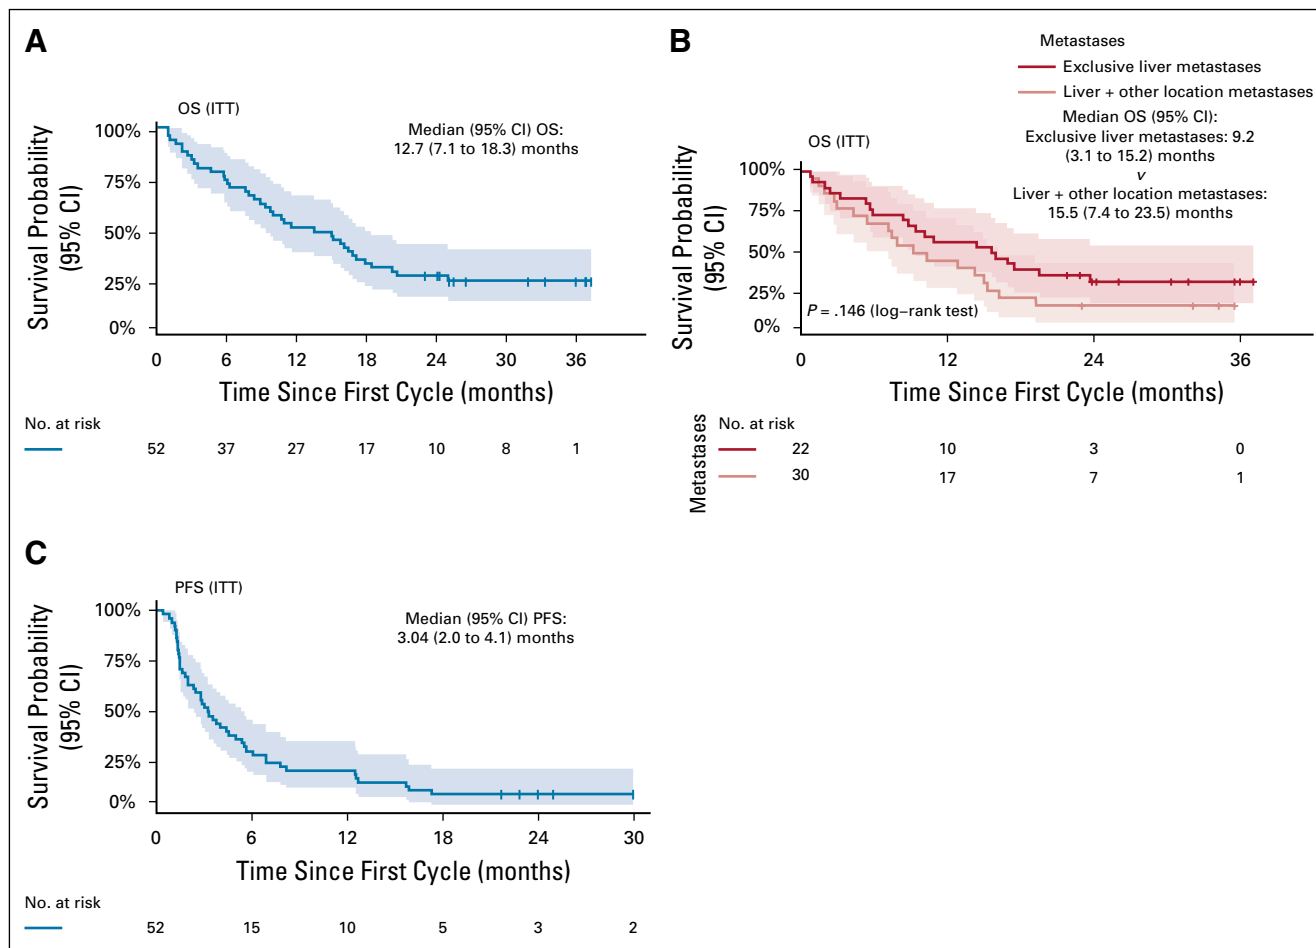 A
OS (ITT)
Median (95% CI) OS:
12.7 (7.1 to 18.3) months
Survival Probability
(95% CI)
100%
75%
50%
25%
0%
0 6 12 18 24 30 36
Time Since First Cycle (months)
No. at risk
52 37 27 17 10 8 1
B
Metastases
Exclusive liver metastases
Liver + other location metastases
OS (ITT)
Median OS (95% CI):
Exclusive liver metastases: 9.2
(3.1 to 15.2) months
v
Liver + other location metastases:
15.5 (7.4 to 23.5) months
Survival Probability
(95% CI)
100%
75%
50%
25%
0%
P = .146 (log–rank test)
0 12 24 36
Time Since First Cycle (months)
Metastases
No. at risk
22 10 3 0
30 17 7 1
C
PFS (ITT)
Median (95% CI) PFS:
3.04 (2.0 to 4.1) months
Survival Probability
(95% CI)
100%
75%
50%
25%
0%
0 6 12 18 24 30
Time Since First Cycle (months)
No. at risk
52 15 10 5 3 2